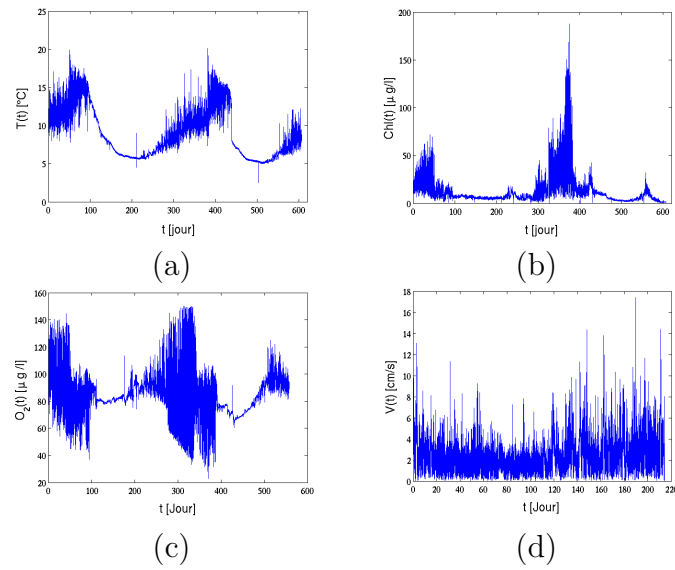 25
20
15
10
5
0
T(t) [°C]
0 100 200 300 400 500 600
t [jour]
(a)
200
150
100
50
0
Chl(t) [µ g/l]
0 100 200 300 400 500 600
t [jour]
(b)
160
140
120
100
80
60
40
20
O2(t) [µ g /l]
0 100 200 300 400 500 600
t [Jour]
(c)
18
16
14
12
10
8
6
4
2
0
V(t) [cm/s]
0 20 40 60 80 100 120 140 160 180 200 220
t [Jour]
(d)